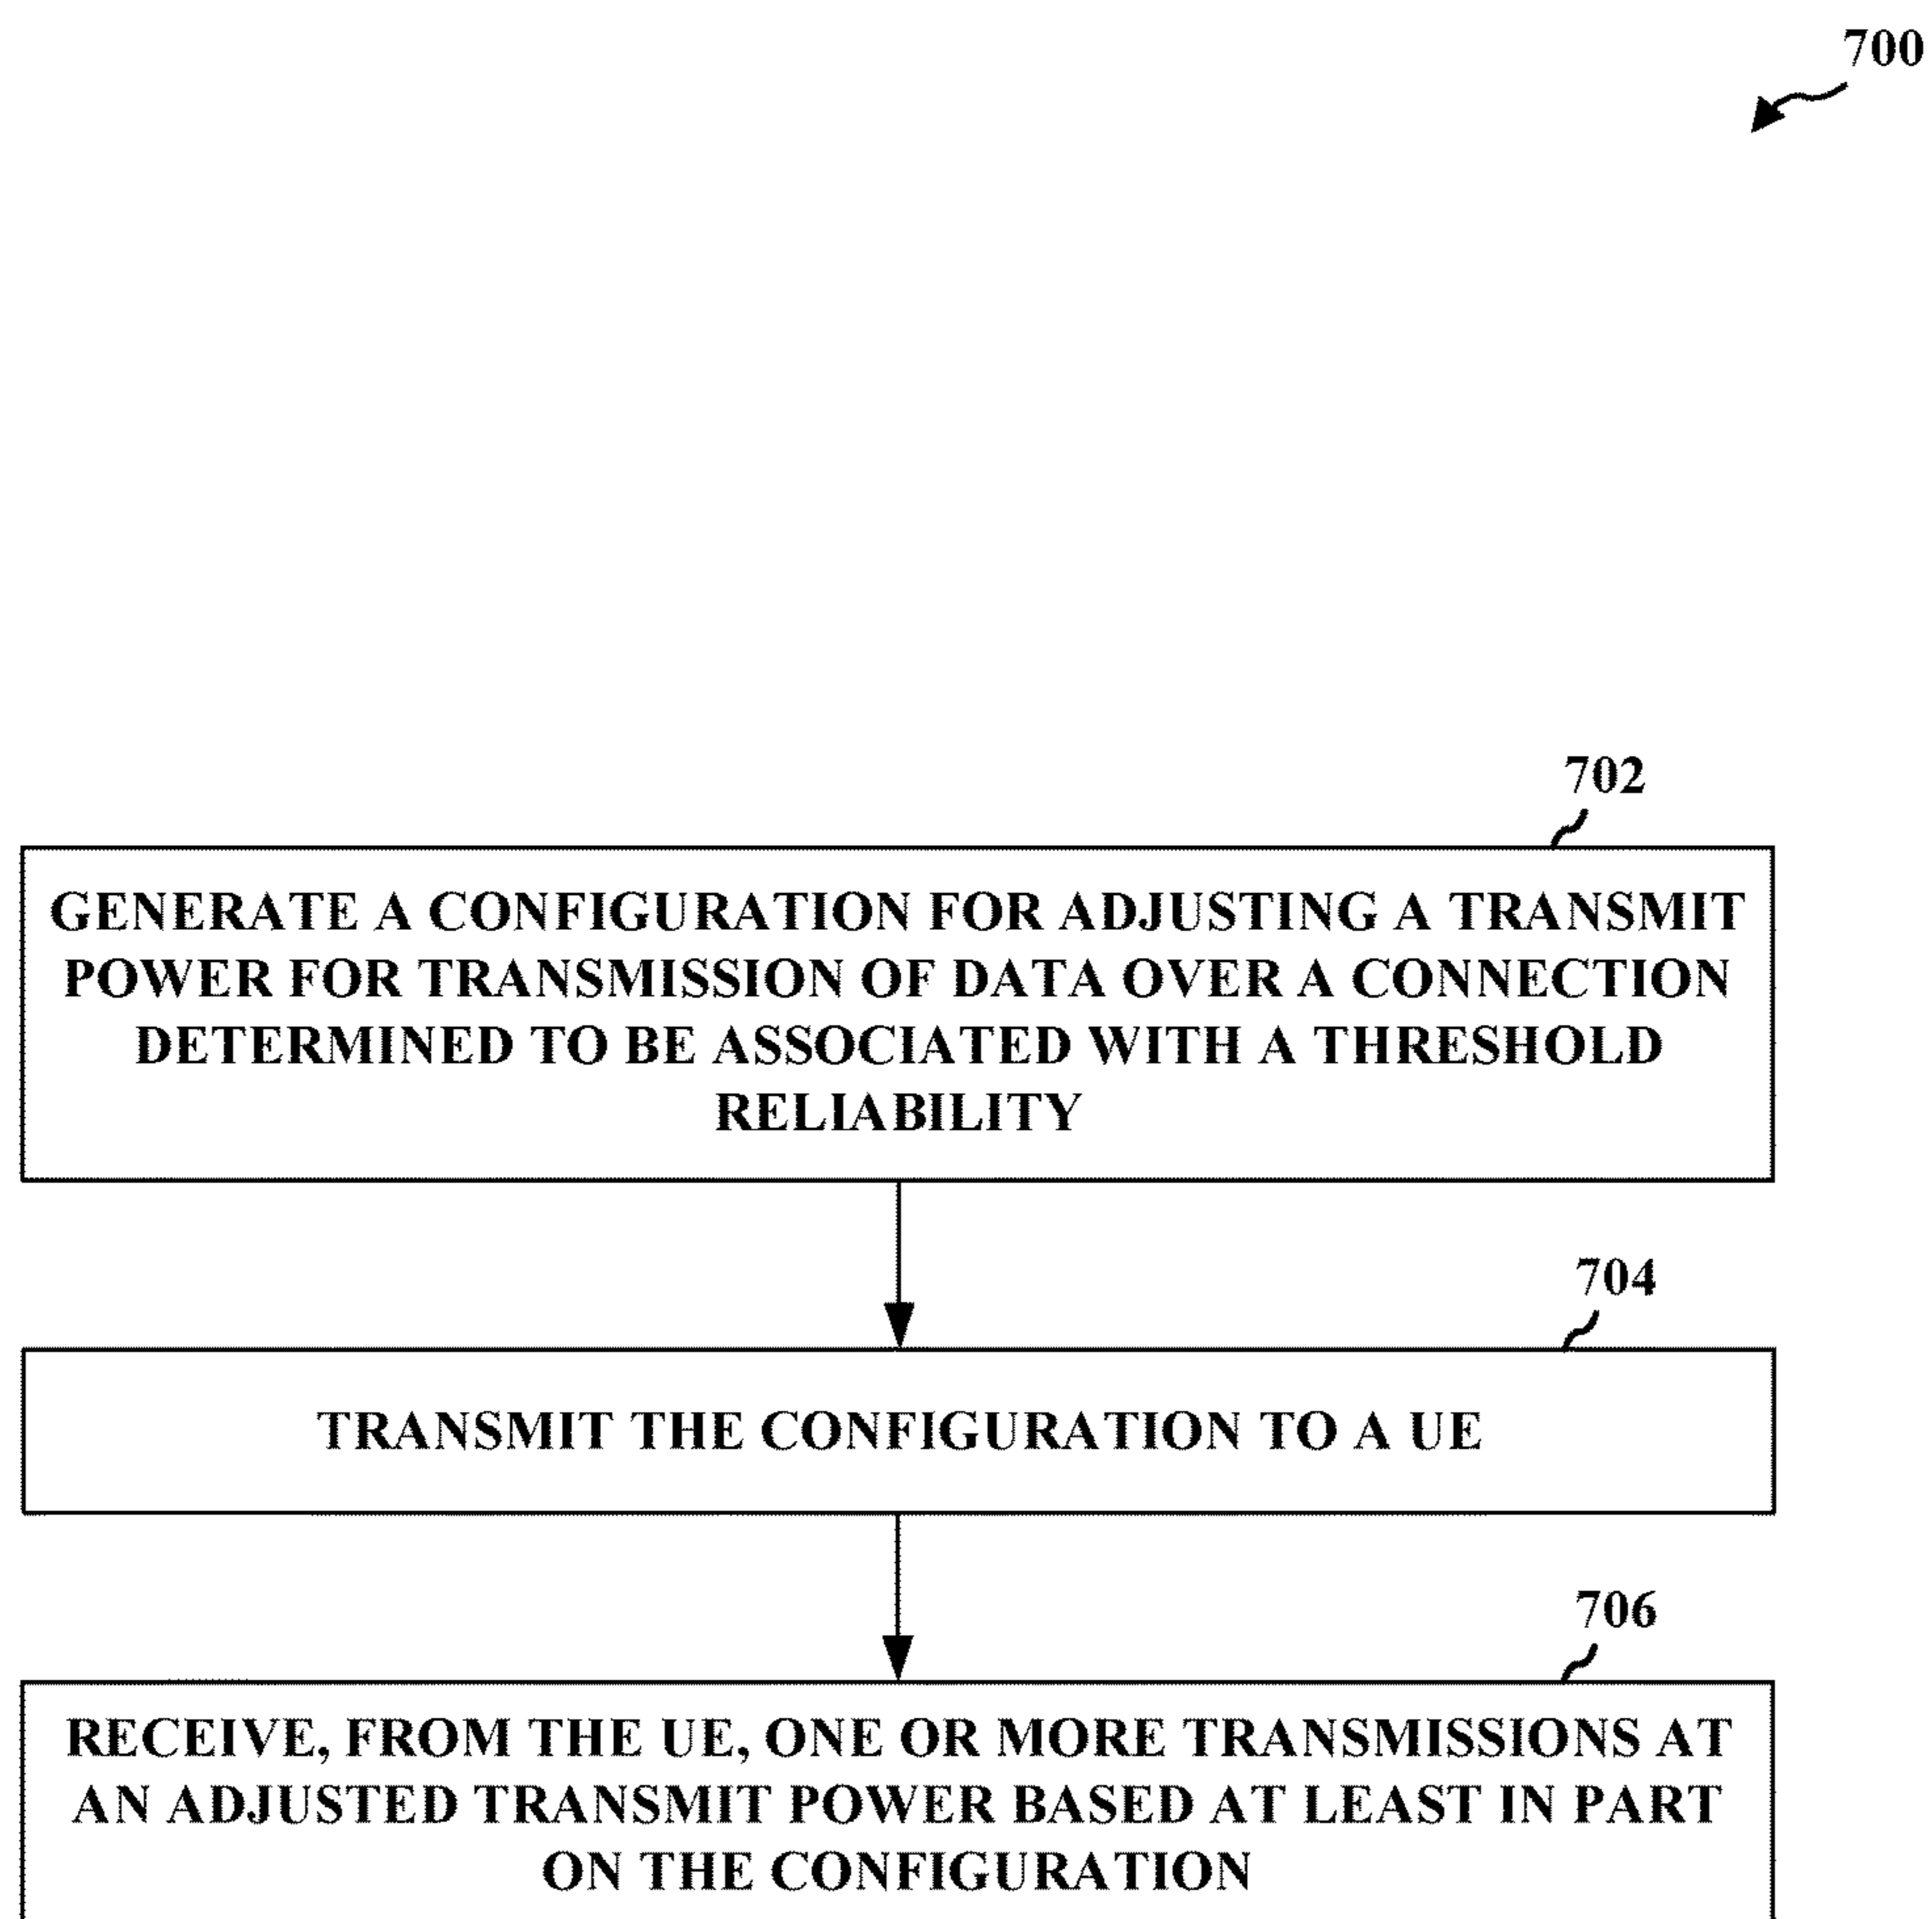 700
702
GENERATE A CONFIGURATION FOR ADJUSTING A TRANSMIT
POWER FOR TRANSMISSION OF DATA OVER A CONNECTION
DETERMINED TO BE ASSOCIATED WITH A THRESHOLD
RELIABILITY
704
TRANSMIT THE CONFIGURATION TO A UE
706
RECEIVE, FROM THE UE, ONE OR MORE TRANSMISSIONS AT
AN ADJUSTED TRANSMIT POWER BASED AT LEAST IN PART
ON THE CONFIGURATION